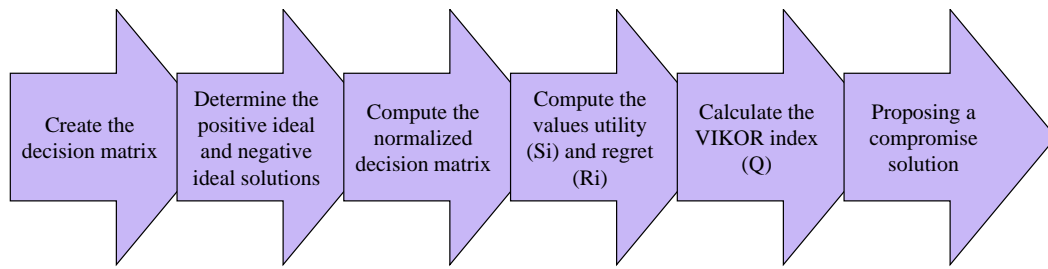 Create the
decision matrix
Determine the
positive ideal
and negative
ideal solutions
Compute the
normalized
decision matrix
Compute the
values utility
(Si) and regret
(Ri)
Calculate the
VIKOR index
(Q)
Proposing a
compromise
solution